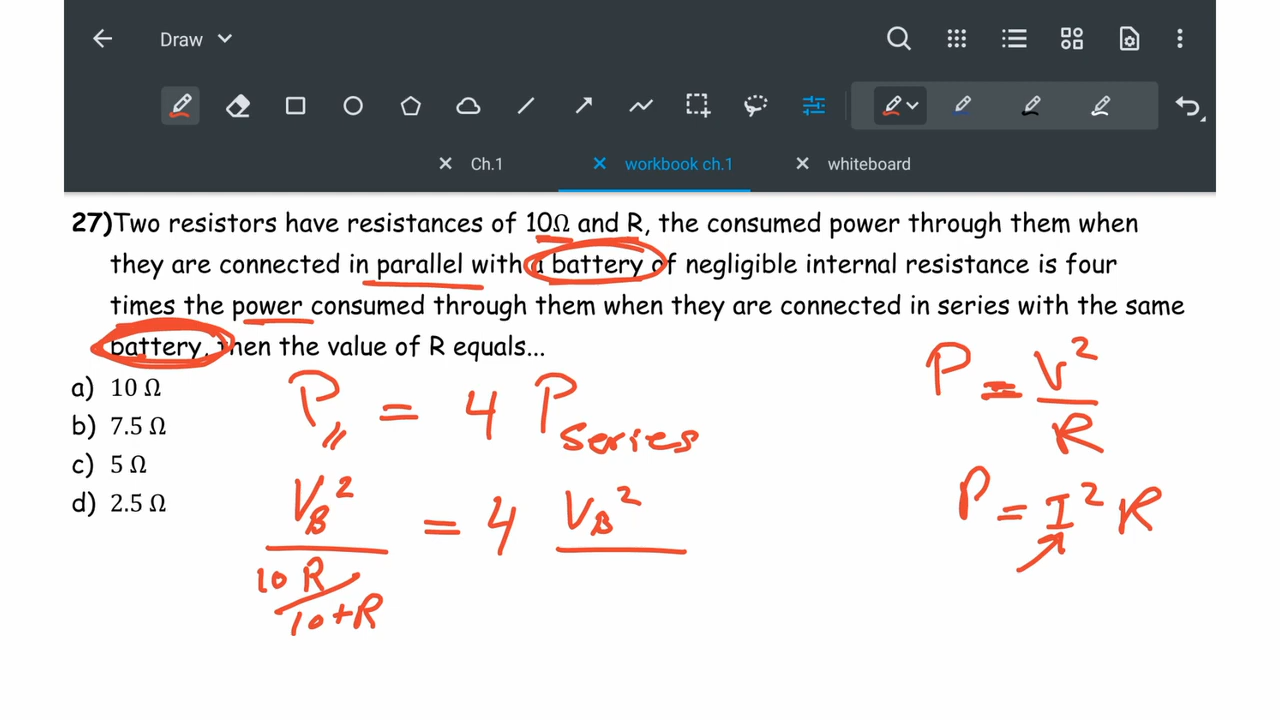 Draw
Ch.1
workbook ch.1
whiteboard
27)Two resistors have resistances of 10Ω and R, the consumed power through them when
they are connected in parallel with a battery of negligible internal resistance is four
times the power consumed through them when they are connected in series with the same
battery, then the value of R equals...
a) 10 Ω
b) 7.5 Ω
c) 5 Ω
d) 2.5 Ω
P// = 4 Pseries
V_B² / (10 R / 10+R) = 4 V_B²
P = V² / R
P = I² R